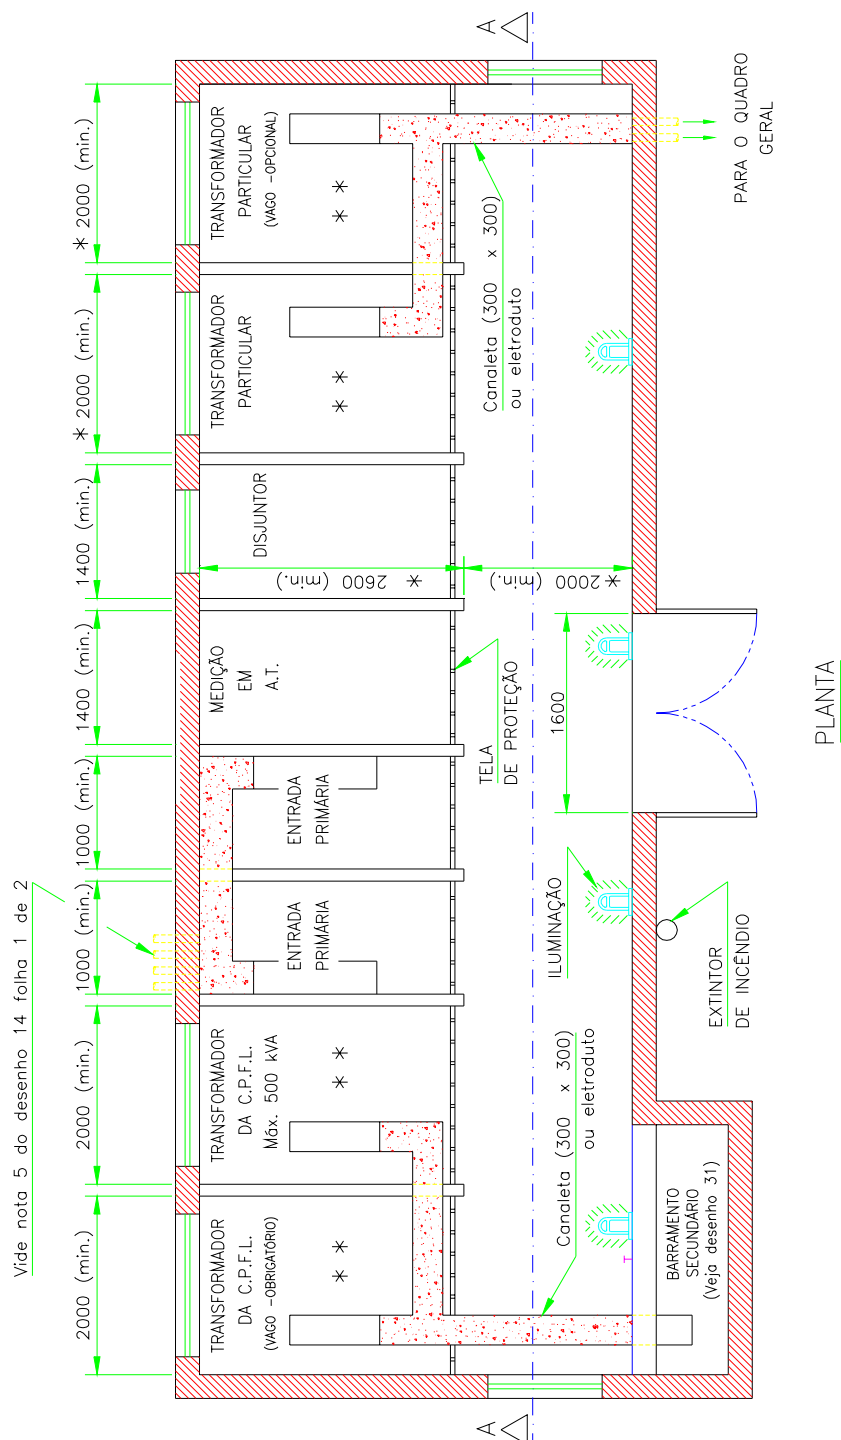 Vide nota 5 do desenho 14 folha 1 de 2
2000 (min.)
2000 (min.)
1000 (min.)
1000 (min.)
1400 (min.)
1400 (min.)
* 2000 (min.)
* 2000 (min.)
TRANSFORMADOR
DA C.P.F.L.
(VAGO -OBRIGATÓRIO)
* *
TRANSFORMADOR
DA C.P.F.L.
Máx. 500 kVA
* *
ENTRADA
PRIMÁRIA
ENTRADA
PRIMÁRIA
MEDIÇÃO
EM
A.T.
DISJUNTOR
TRANSFORMADOR
PARTICULAR
* *
TRANSFORMADOR
PARTICULAR
(VAGO -OPCIONAL)
* *
* 2600 (min.)
* 2000 (min.)
A
A
Canaleta (300 x 300)
ou eletroduto
ILUMINAÇÃO
TELA
DE PROTEÇÃO
1600
Canaleta (300 x 300)
ou eletroduto
BARRAMENTO
SECUNDÁRIO
(Veja desenho 31)
EXTINTOR
DE INCÊNDIO
PARA O QUADRO
GERAL
PLANTA